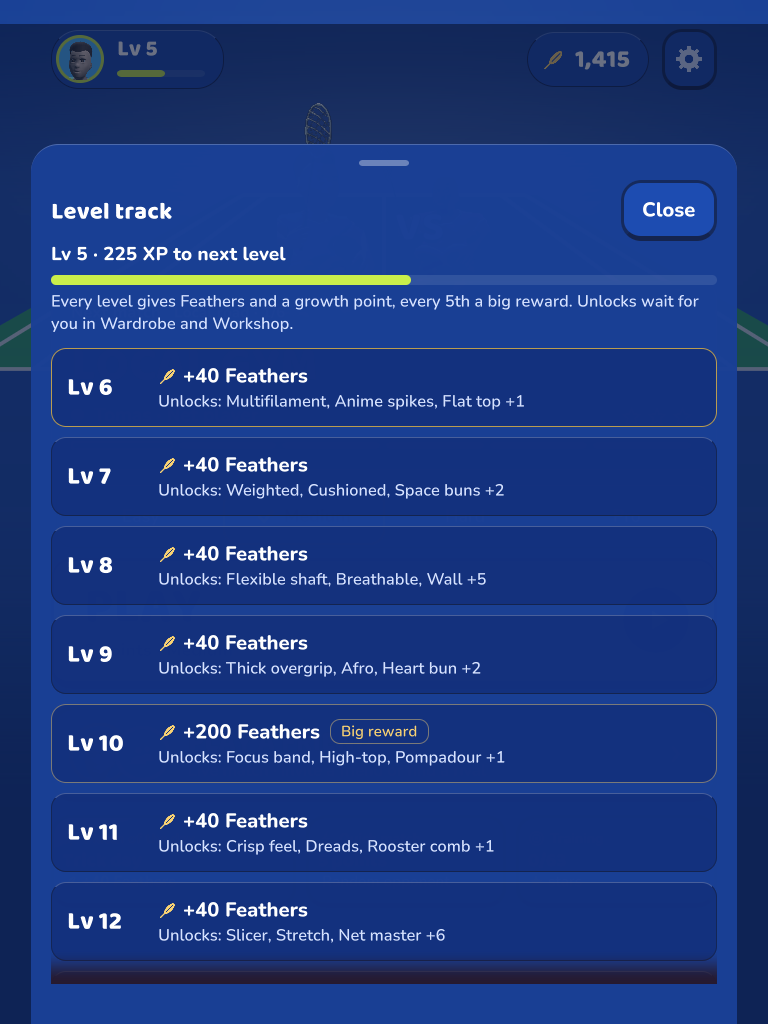 Lv 5
1,415
Level track
Close
Lv 5 · 225 XP to next level
Every level gives Feathers and a growth point, every 5th a big reward. Unlocks wait for
you in Wardrobe and Workshop.
Lv 6
+40 Feathers
Unlocks: Multifilament, Anime spikes, Flat top +1
Lv 7
+40 Feathers
Unlocks: Weighted, Cushioned, Space buns +2
Lv 8
+40 Feathers
Unlocks: Flexible shaft, Breathable, Wall +5
Lv 9
+40 Feathers
Unlocks: Thick overgrip, Afro, Heart bun +2
Lv 10
+200 Feathers Big reward
Unlocks: Focus band, High-top, Pompadour +1
Lv 11
+40 Feathers
Unlocks: Crisp feel, Dreads, Rooster comb +1
Lv 12
+40 Feathers
Unlocks: Slicer, Stretch, Net master +6